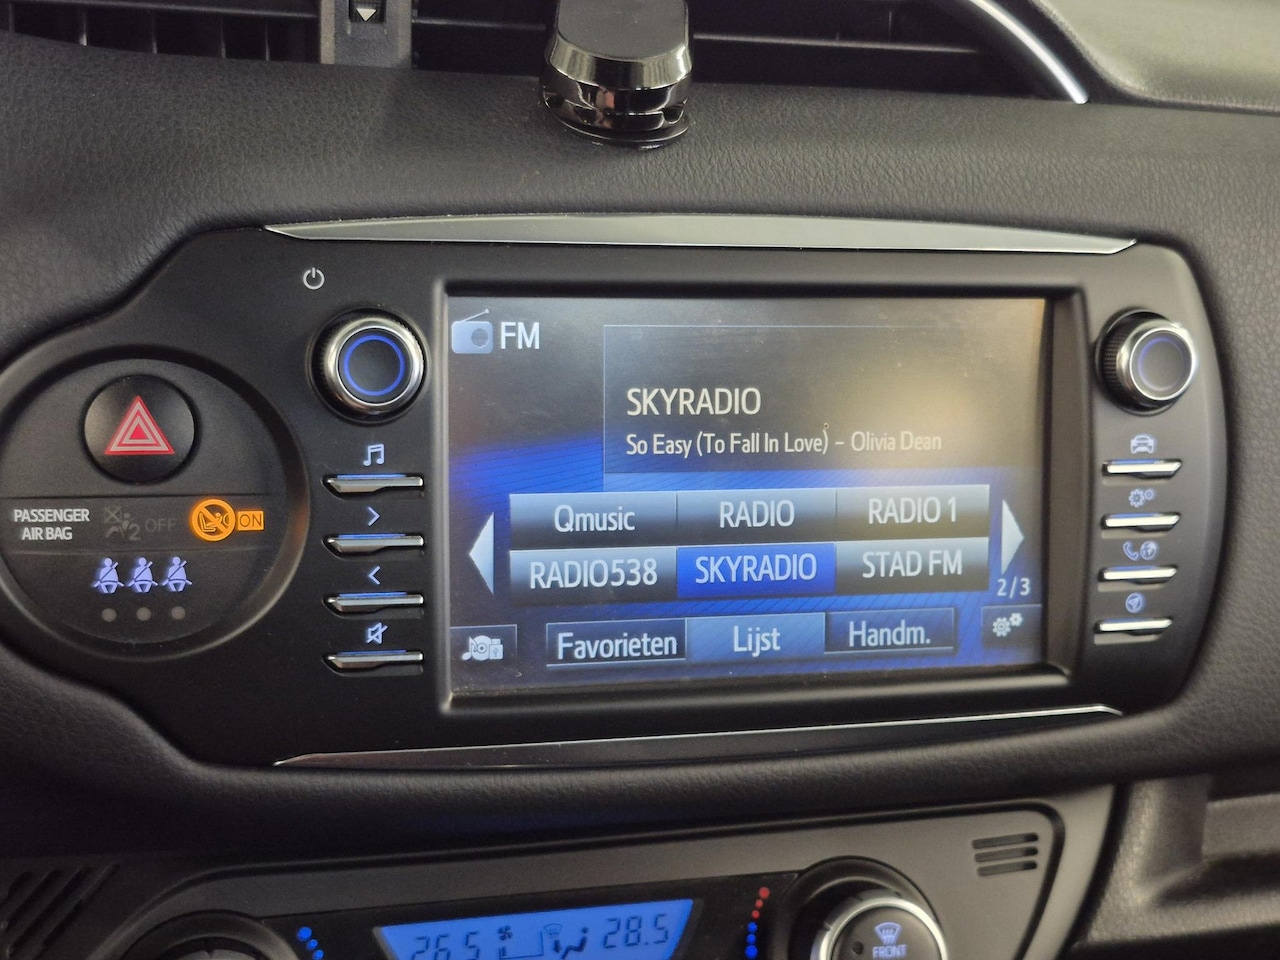 FM
SKYRADIO
So Easy (To Fall In Love) - Olivia Dean
Qmusic RADIO RADIO 1
RADIO538 SKYRADIO STAD FM
2/3
Favorieten Lijst Handm.
PASSENGER
AIR BAG
2 OFF
ON
26.5 28.5
FRONT